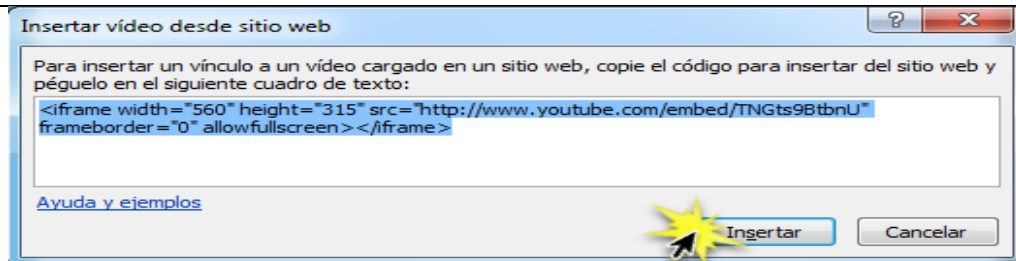 Insertar vídeo desde sitio web
Para insertar un vínculo a un vídeo cargado en un sitio web, copie el código para insertar del sitio web y
péguelo en el siguiente cuadro de texto:
<iframe width="560" height="315" src="http://www.youtube.com/embed/TNGts9BtbnU"
frameborder="0" allowfullscreen></iframe>
Ayuda y ejemplos
Insertar
Cancelar